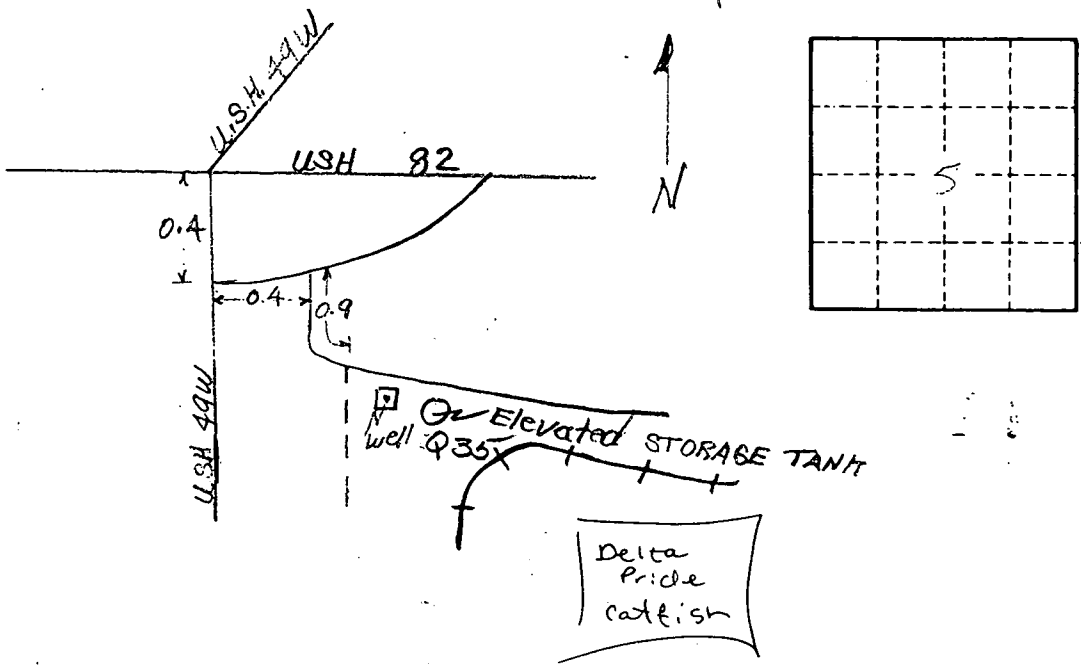 U.S.H. 49W
USH 82
N
5
0.4
0.4
0.9
USH 49W
N
well Q35
Elevated STORAGE TANK
Delta
Pride
Catfish